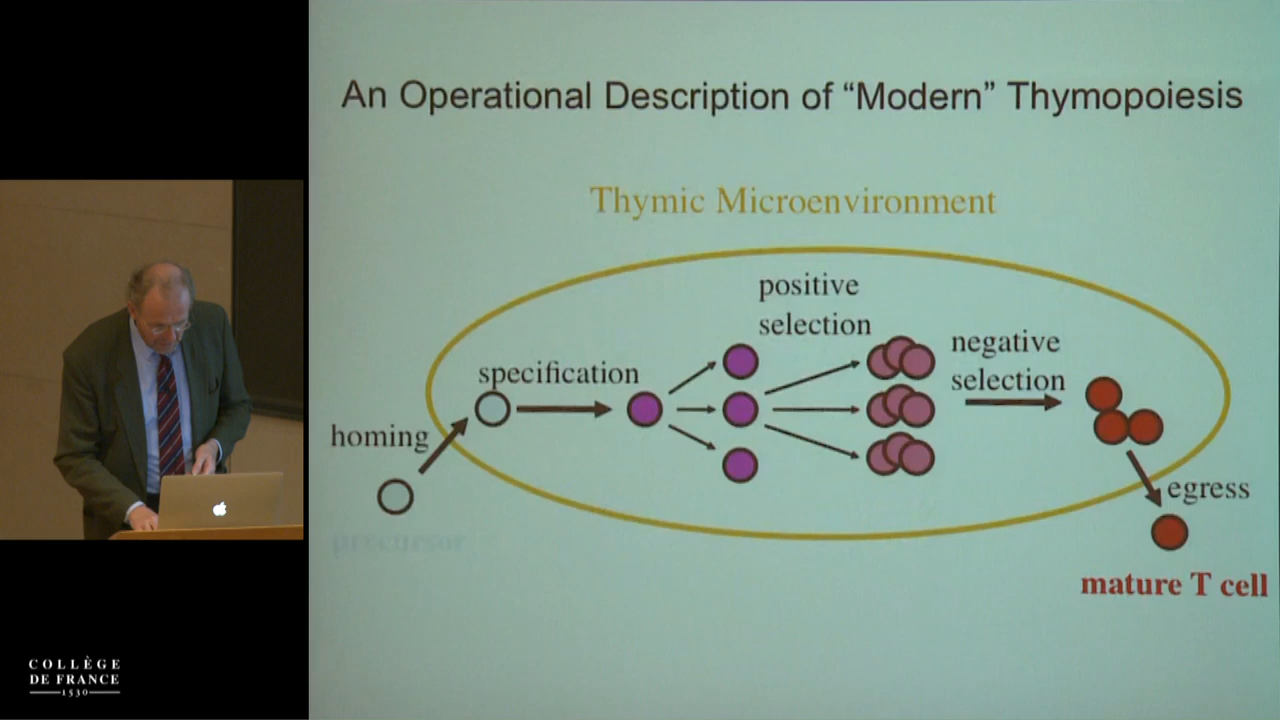 An Operational Description of “Modern” Thymopoiesis
Thymic Microenvironment
positive
selection
negative
selection
specification
homing
egress
precursor
mature T cell
COLLÈGE
DE FRANCE
1530